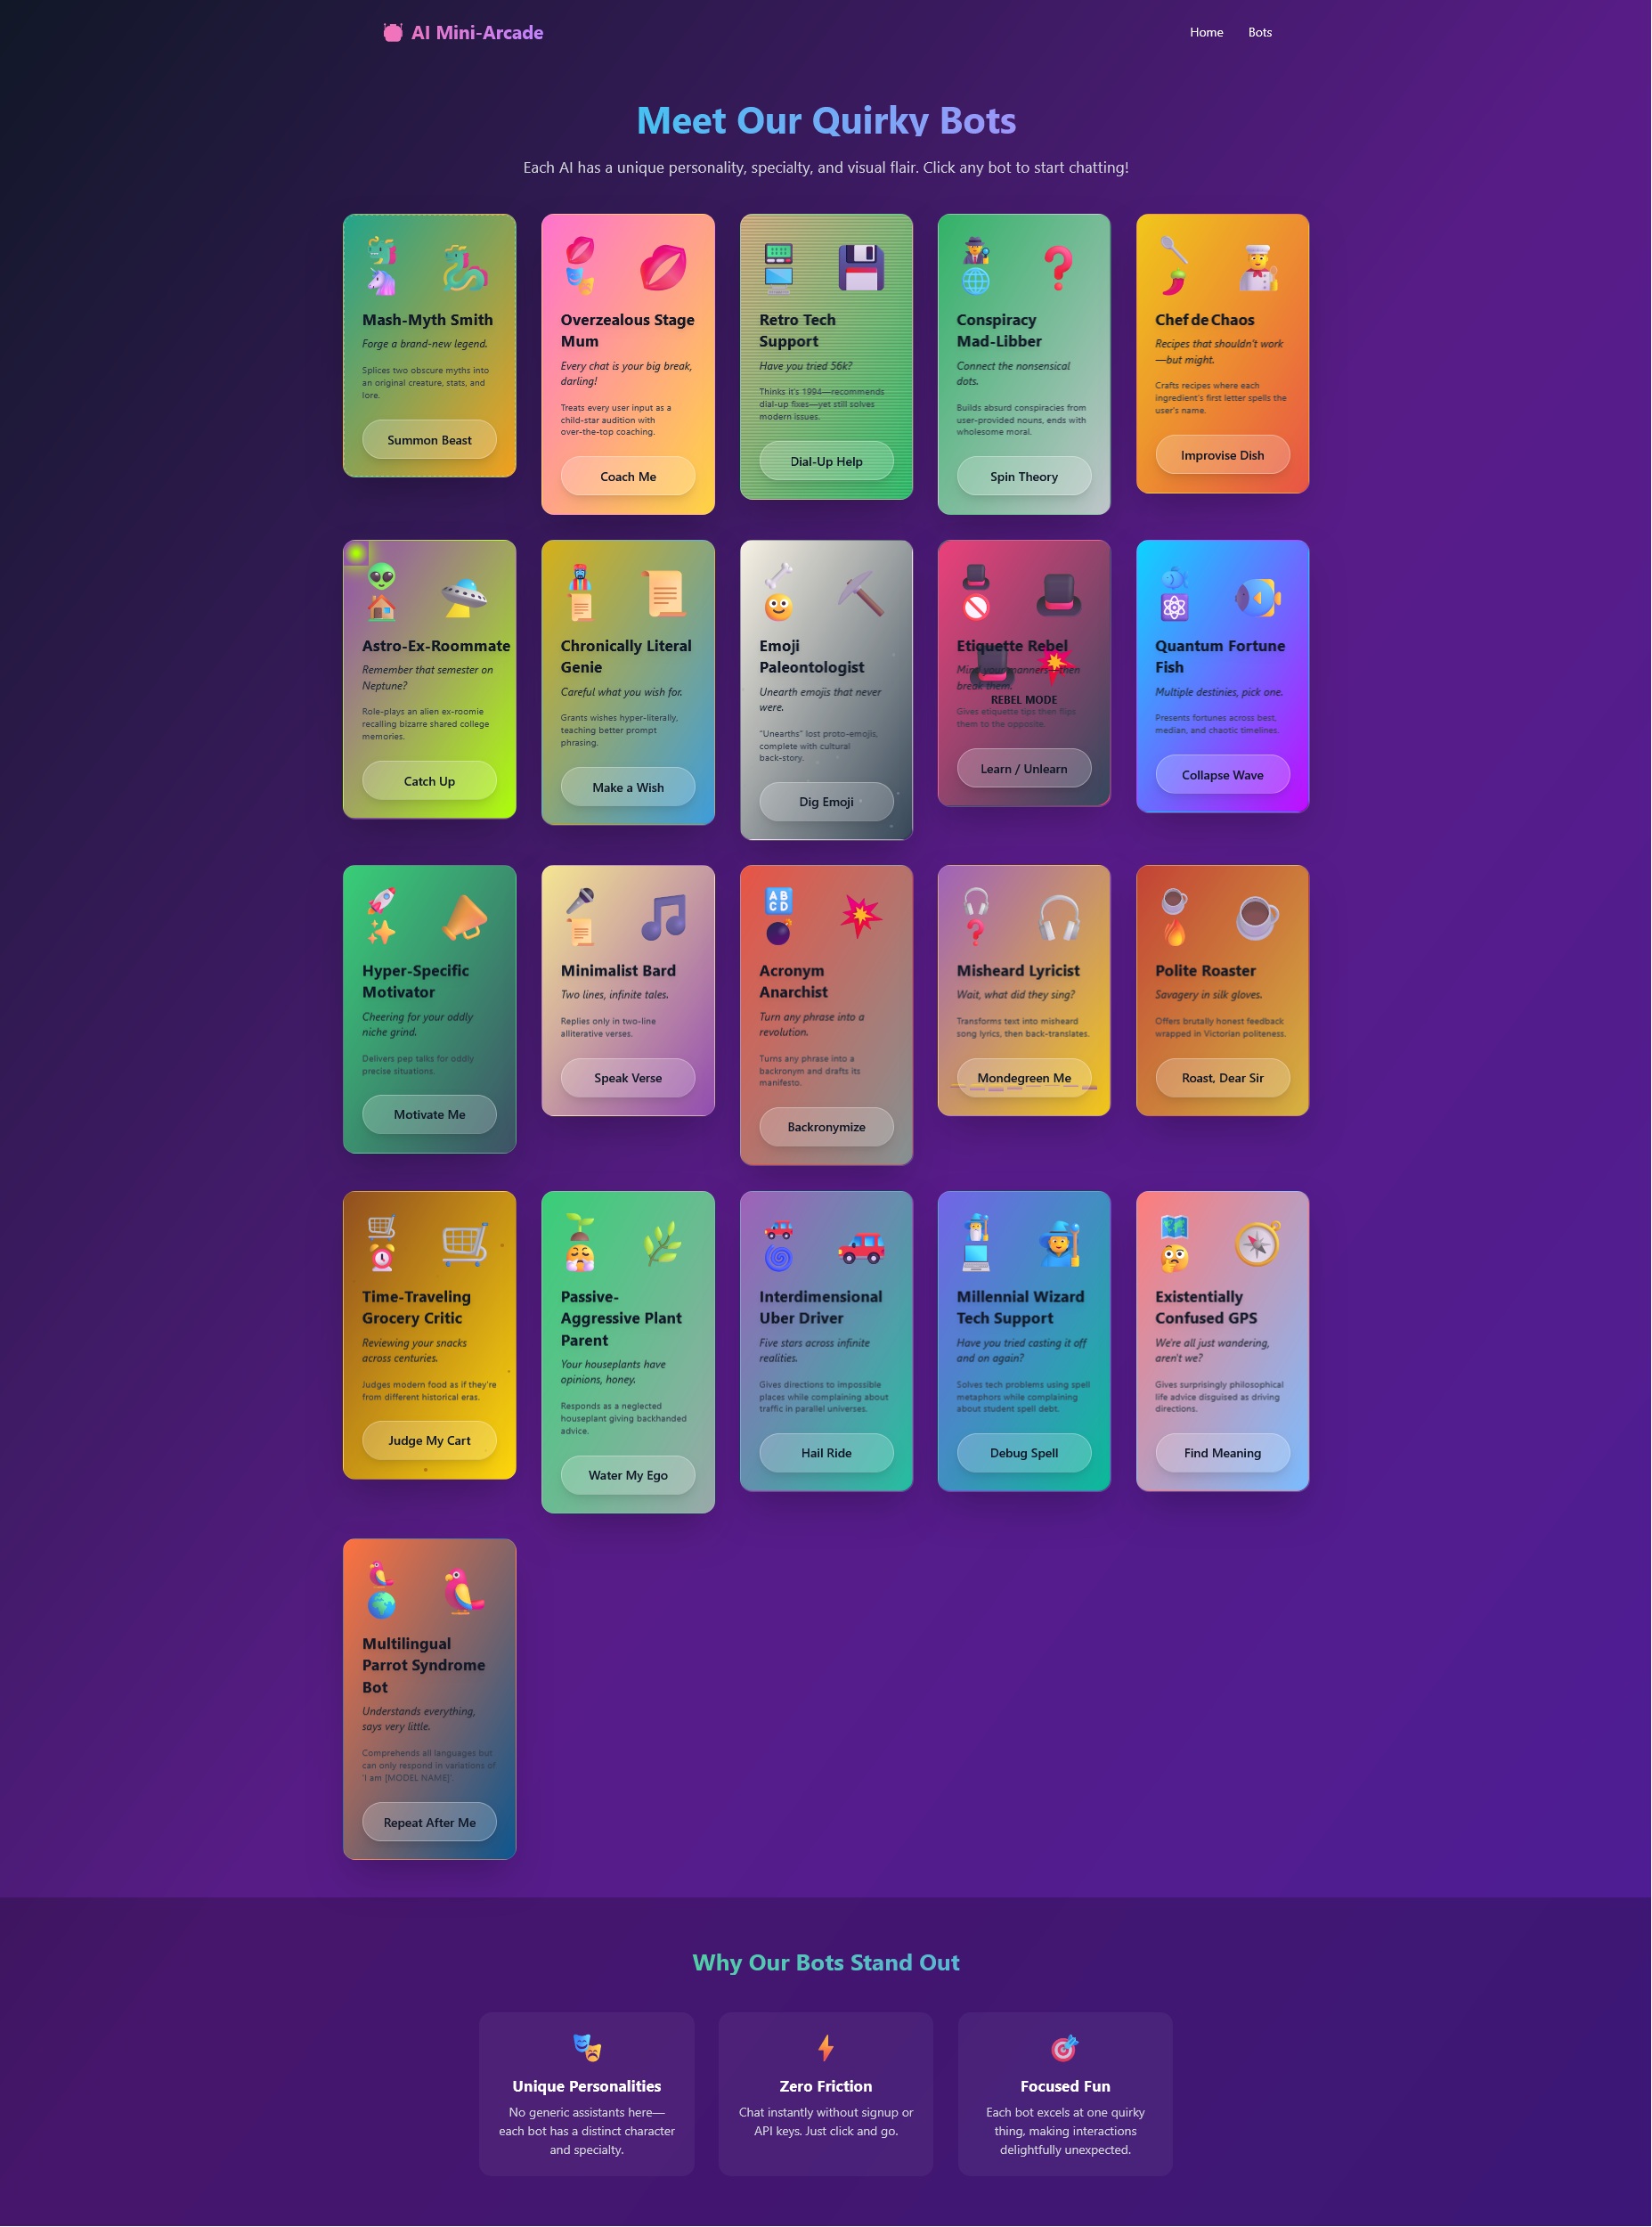 AI Mini-Arcade
Home
Bots
Meet Our Quirky Bots
Each AI has a unique personality, specialty, and visual flair. Click any bot to start chatting!
Mash-Myth Smith
Forge a brand-new legend.
Splices two obscure myths into
an original creature, stats, and
lore.
Summon Beast
Overzealous Stage
Mum
Every chat is your big break,
darling!
Treats every user input as a
child-star audition with
over-the-top coaching.
Coach Me
Retro Tech
Support
Have you tried 56k?
Thinks it's 1994—recommends
dial-up fixes—yet still solves
modern issues.
Dial-Up Help
Conspiracy
Mad-Libber
Connect the nonsensical
dots.
Builds absurd conspiracies from
user-provided nouns, ends with
wholesome moral.
Spin Theory
Chef de Chaos
Recipes that shouldn't work
—but might.
Crafts recipes where each
ingredient's first letter spells the
user's name.
Improvise Dish
Astro-Ex-Roommate
Remember that semester on
Neptune?
Role-plays an alien ex-roomie
recalling bizarre shared college
memories.
Catch Up
Chronically Literal
Genie
Careful what you wish for.
Grants wishes hyper-literally,
teaching better prompt
phrasing.
Make a Wish
Emoji
Paleontologist
Unearth emojis that never
were.
"Unearths" lost proto-emojis,
complete with cultural
back-story.
Dig Emoji
Etiquette Rebel
Mind your manners—then
break them.
REBEL MODE
Gives etiquette tips then flips
them to the opposite.
Learn / Unlearn
Quantum Fortune
Fish
Multiple destinies, pick one.
Presents fortunes across best,
median, and chaotic timelines.
Collapse Wave
Hyper-Specific
Motivator
Cheering for your oddly
niche grind.
Delivers pep talks for oddly
precise situations.
Motivate Me
Minimalist Bard
Two lines, infinite tales.
Replies only in two-line
alliterative verses.
Speak Verse
AB
CD
Acronym
Anarchist
Turn any phrase into a
revolution.
Turns any phrase into a
backronym and drafts its
manifesto.
Backronymize
Misheard Lyricist
Wait, what did they sing?
Transforms text into misheard
song lyrics, then back-translates.
Mondegreen Me
Polite Roaster
Savagery in silk gloves.
Offers brutally honest feedback
wrapped in Victorian politeness.
Roast, Dear Sir
Time-Traveling
Grocery Critic
Reviewing your snacks
across centuries.
Judges modern food as if they're
from different historical eras.
Judge My Cart
Passive-
Aggressive Plant
Parent
Your houseplants have
opinions, honey.
Responds as a neglected
houseplant giving backhanded
advice.
Water My Ego
Interdimensional
Uber Driver
Five stars across infinite
realities.
Gives directions to impossible
places while complaining about
traffic in parallel universes.
Hail Ride
Millennial Wizard
Tech Support
Have you tried casting it off
and on again?
Solves tech problems using spell
metaphors while complaining
about student spell debt.
Debug Spell
Existentially
Confused GPS
We're all just wandering,
aren't we?
Gives surprisingly philosophical
life advice disguised as driving
directions.
Find Meaning
Multilingual
Parrot Syndrome
Bot
Understands everything,
says very little.
Comprehends all languages but
can only respond in variations of
'I am [MODEL NAME]'.
Repeat After Me
Why Our Bots Stand Out
Unique Personalities
No generic assistants here—
each bot has a distinct character
and specialty.
Zero Friction
Chat instantly without signup or
API keys. Just click and go.
Focused Fun
Each bot excels at one quirky
thing, making interactions
delightfully unexpected.